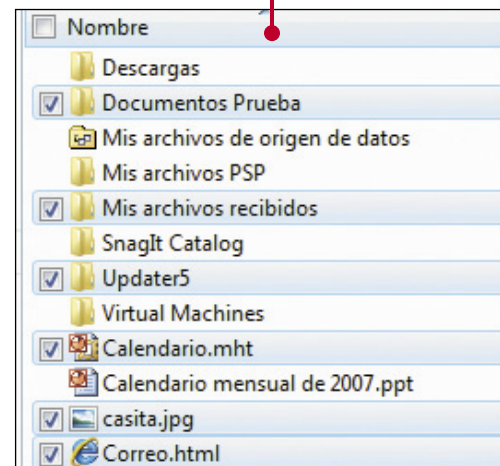 Nombre
Descargas
Documentos Prueba
Mis archivos de origen de datos
Mis archivos PSP
Mis archivos recibidos
SnagIt Catalog
Updater5
Virtual Machines
Calendario.mht
Calendario mensual de 2007.ppt
casita.jpg
Correo.html